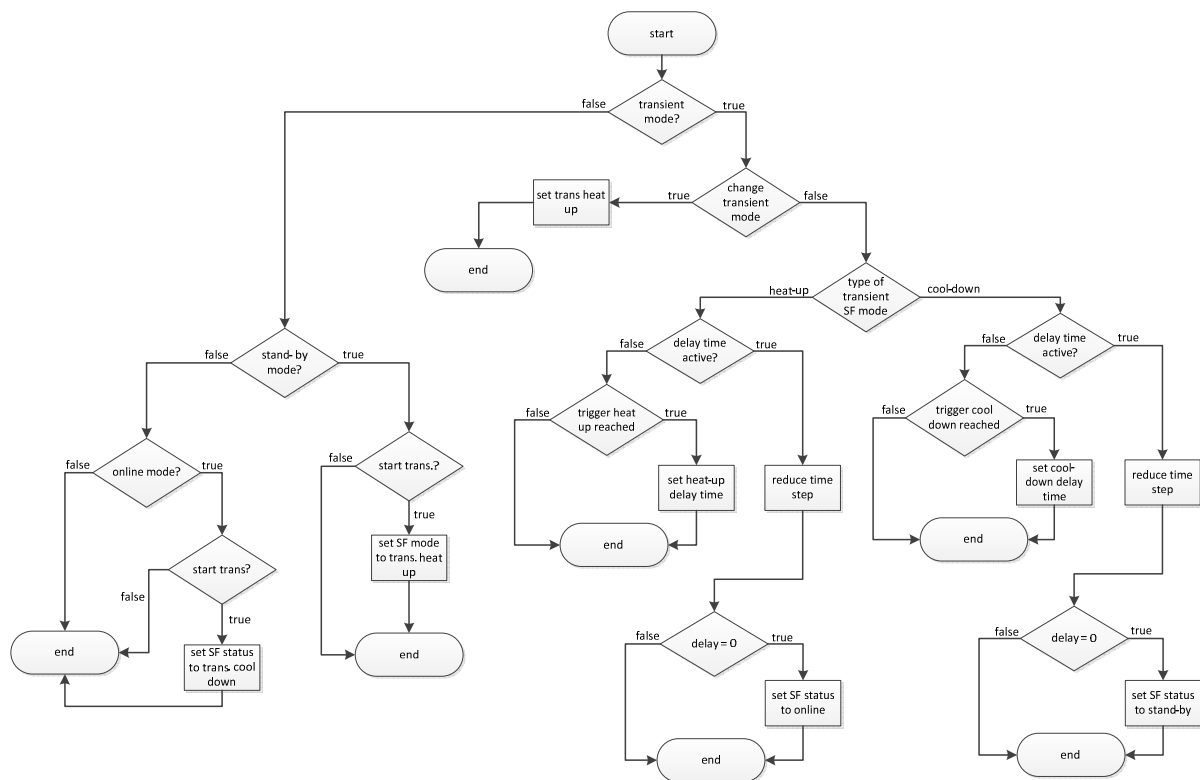 start
false
transient
mode?
true
set trans heat
up
true
change
transient
mode
false
end
heat-up
type of
transient
SF mode
cool-down
false
stand- by
mode?
true
false
delay time
active?
true
false
delay time
active?
true
false
trigger heat
up reached
true
false
trigger cool
down reached
true
false
online mode?
true
false
start trans.?
true
set heat-up
delay time
reduce time
step
set cool-
down delay
time
reduce time
step
set SF mode
to trans. heat
up
end
end
start trans?
false
true
end
set SF status
to trans. cool
down
end
false
delay = 0
true
false
delay = 0
true
set SF status
to online
set SF status
to stand-by
end
end